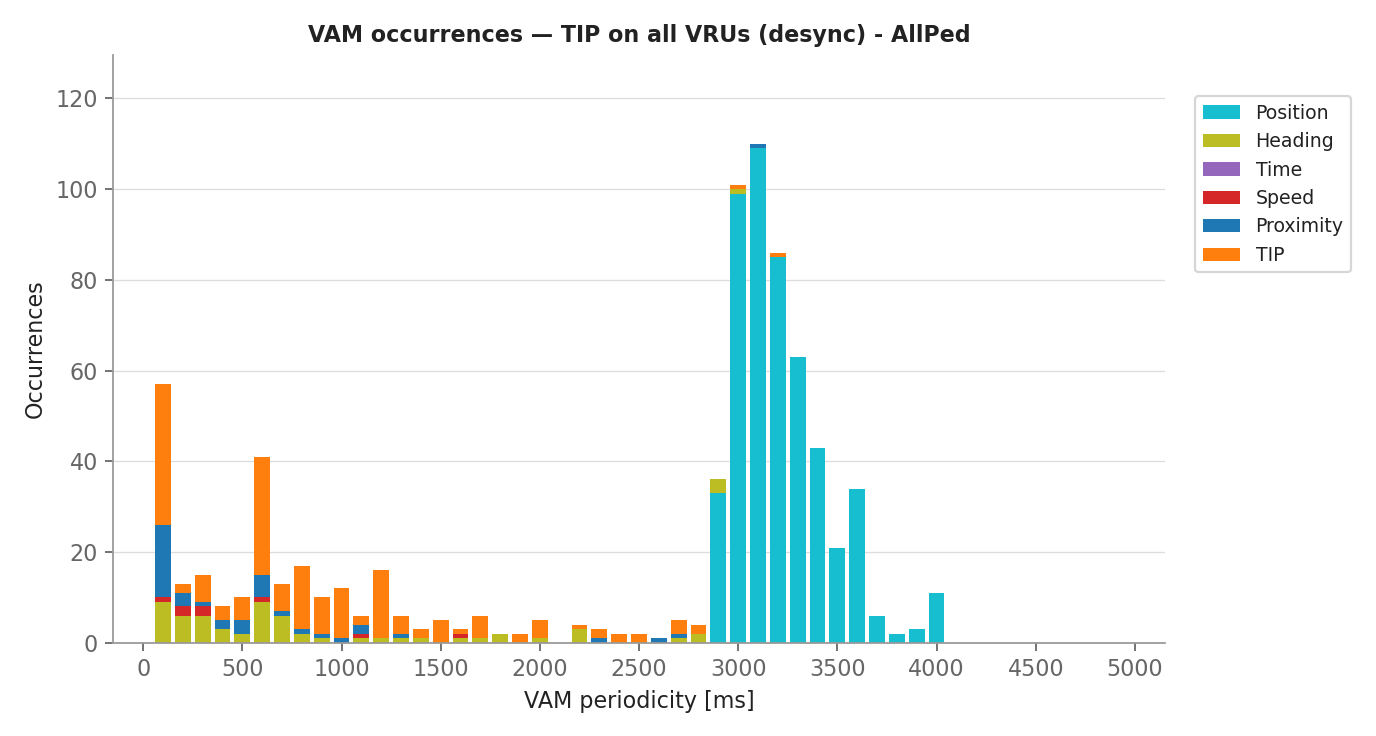 VAM occurrences — TIP on all VRUs (desync) - AllPed
120
100
80
60
40
20
0
Occurrences
0 500 1000 1500 2000 2500 3000 3500 4000 4500 5000
VAM periodicity [ms]
Position
Heading
Time
Speed
Proximity
TIP